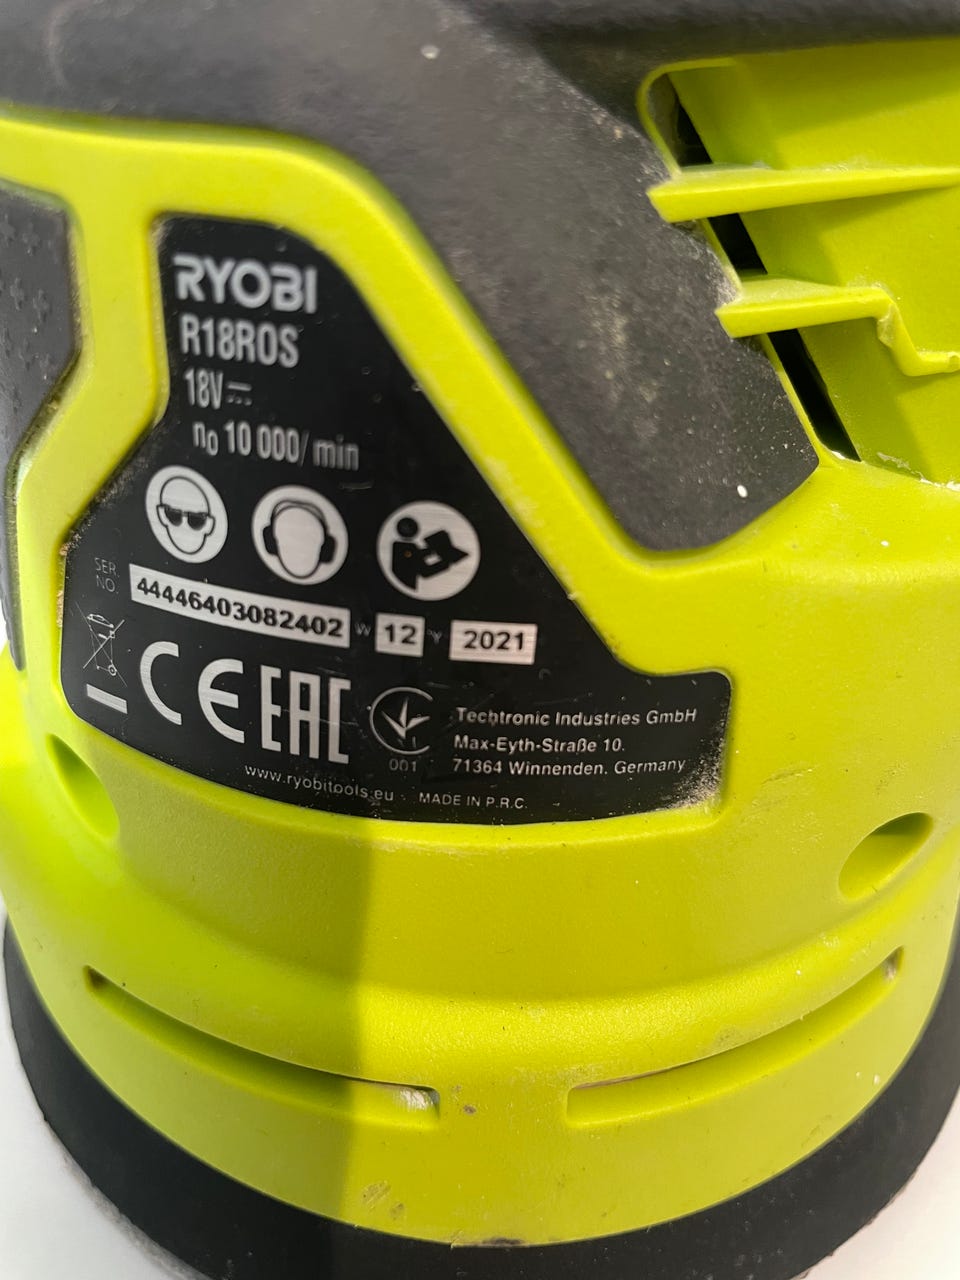 RYOBI
R18ROS
18V
n0 10 000/min
SER.
NO.
44446403082402 W 12 Y 2021
CE EAC
001
Techtronic Industries GmbH
Max-Eyth-Straße 10.
71364 Winnenden. Germany
www.ryobitools.eu MADE IN P.R.C.